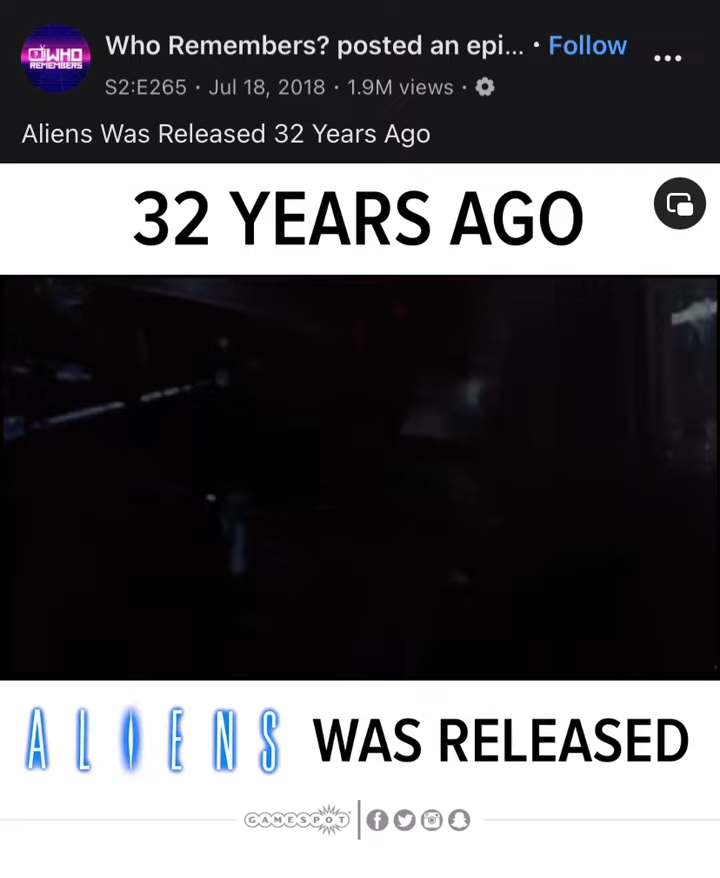 WHO
REMEMBERS
Who Remembers? posted an epi... · Follow
S2:E265 · Jul 18, 2018 · 1.9M views ·
Aliens Was Released 32 Years Ago
32 YEARS AGO
ALIENS WAS RELEASED
GAMESPOT